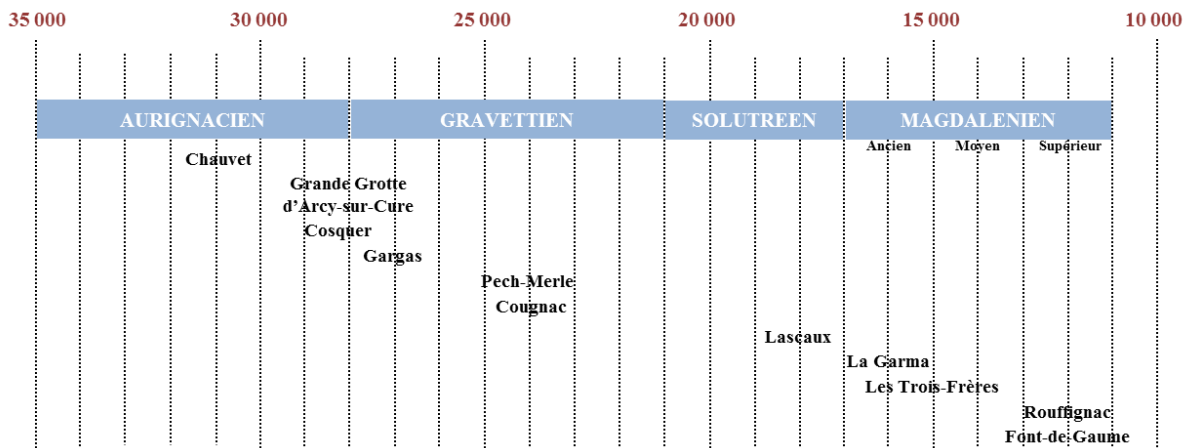 35 000 30 000 25 000 20 000 15 000 10 000
AURIGNACIEN GRAVETTIEN SOLUTREEN MAGDALENIEN
Ancien Moyen Supérieur
Chauvet
Grande Grotte
d'Arcy-sur-Cure
Cosquer
Gargas
Pech-Merle
Cougnac
Lascaux
La Garma
Les Trois-Frères
Rouffignac
Font-de-Gaume